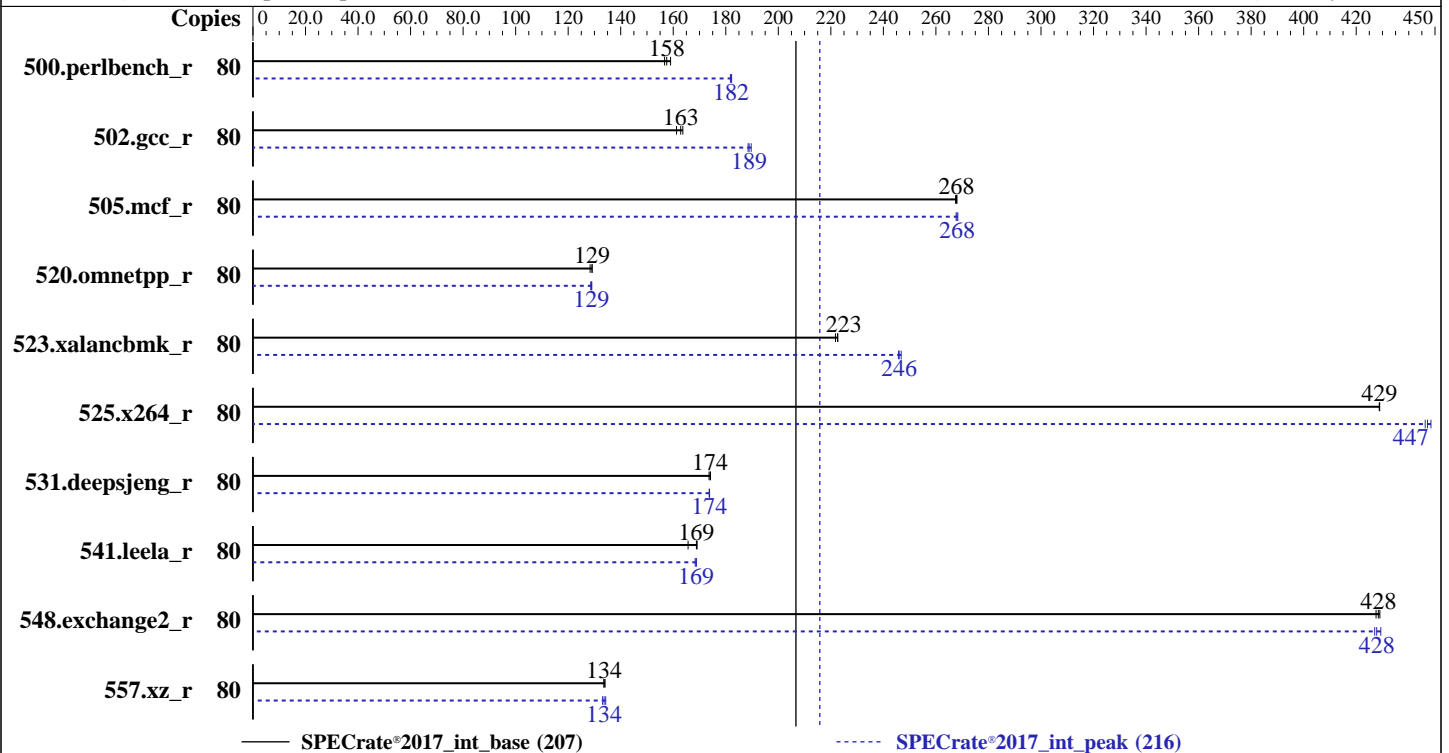 Copies 0 20.0 40.0 60.0 80.0 100 120 140 160 180 200 220 240 260 280 300 320 340 360 380 400 420 450
158
500.perlbench_r 80
182
163
502.gcc_r 80
189
268
505.mcf_r 80
268
129
520.omnetpp_r 80
129
223
523.xalancbmk_r 80
246
429
525.x264_r 80
447
174
531.deepsjeng_r 80
174
169
541.leela_r 80
169
428
548.exchange2_r 80
428
134
557.xz_r 80
134
SPECrate®2017_int_base (207) SPECrate®2017_int_peak (216)